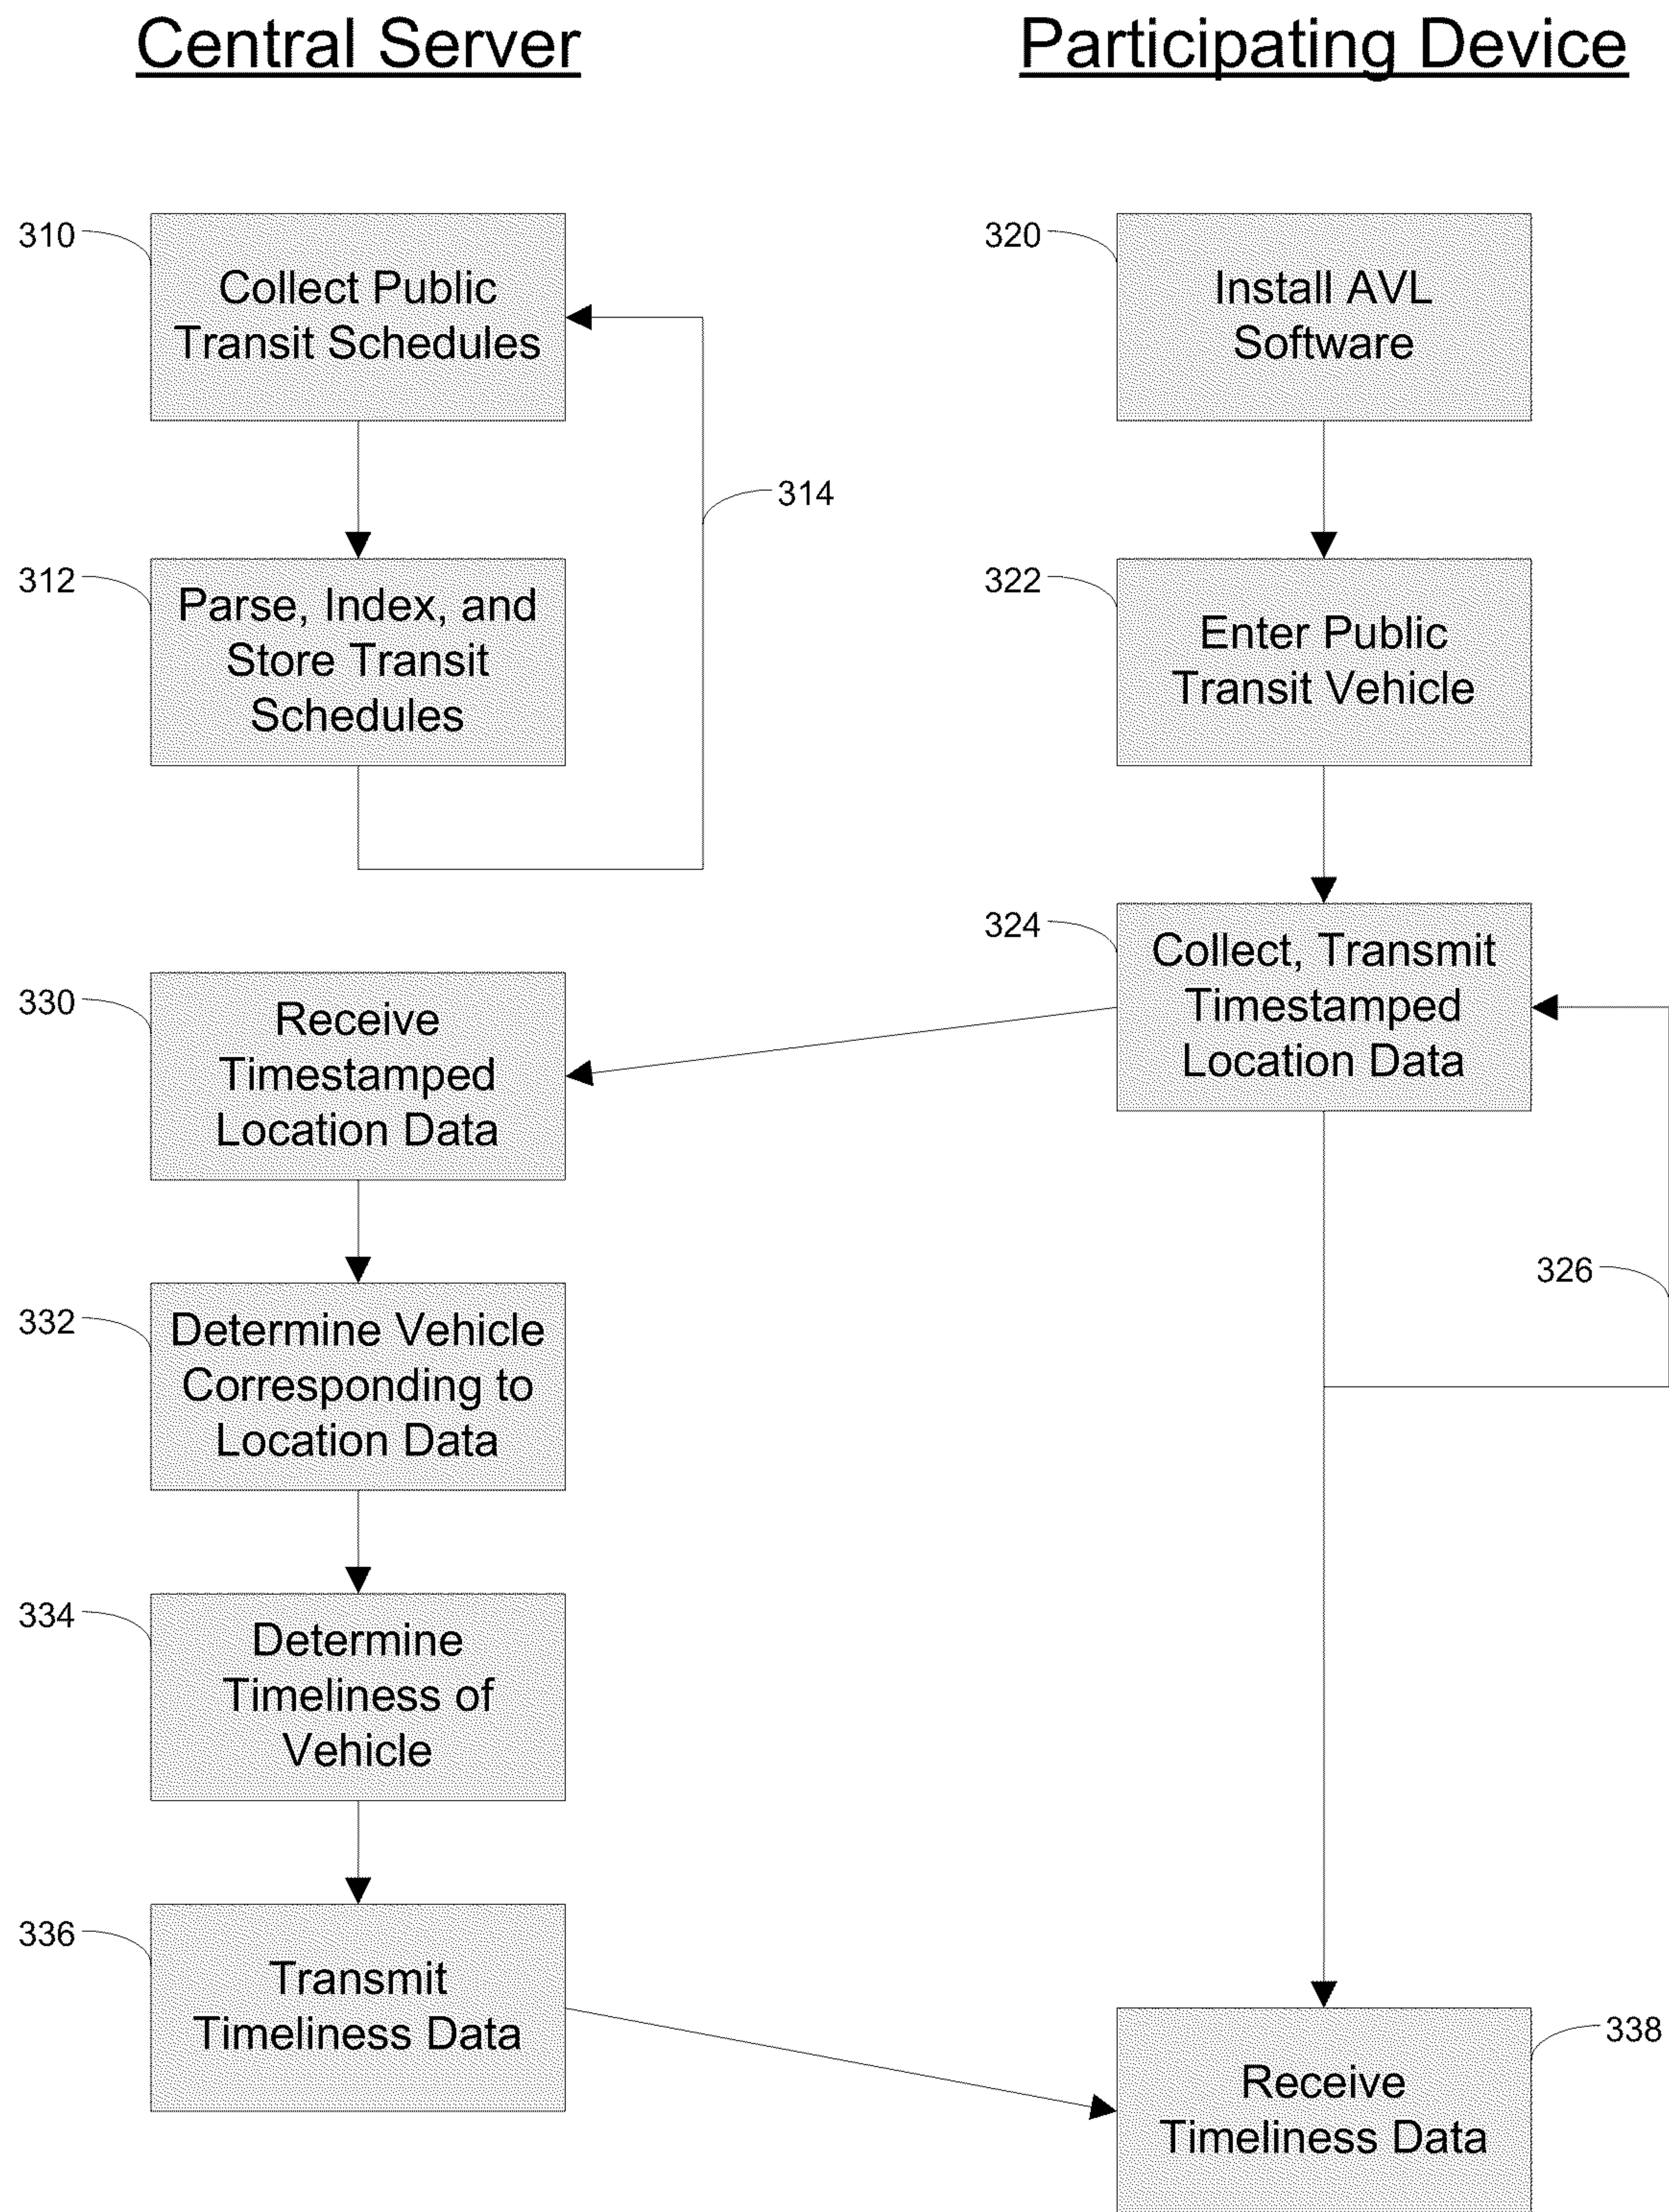 Central Server
Participating Device
310
Collect Public
Transit Schedules
320
Install AVL
Software
314
312
Parse, Index, and
Store Transit
Schedules
322
Enter Public
Transit Vehicle
324
Collect, Transmit
Timestamped
Location Data
330
Receive
Timestamped
Location Data
326
332
Determine Vehicle
Corresponding to
Location Data
334
Determine
Timeliness of
Vehicle
336
Transmit
Timeliness Data
338
Receive
Timeliness Data